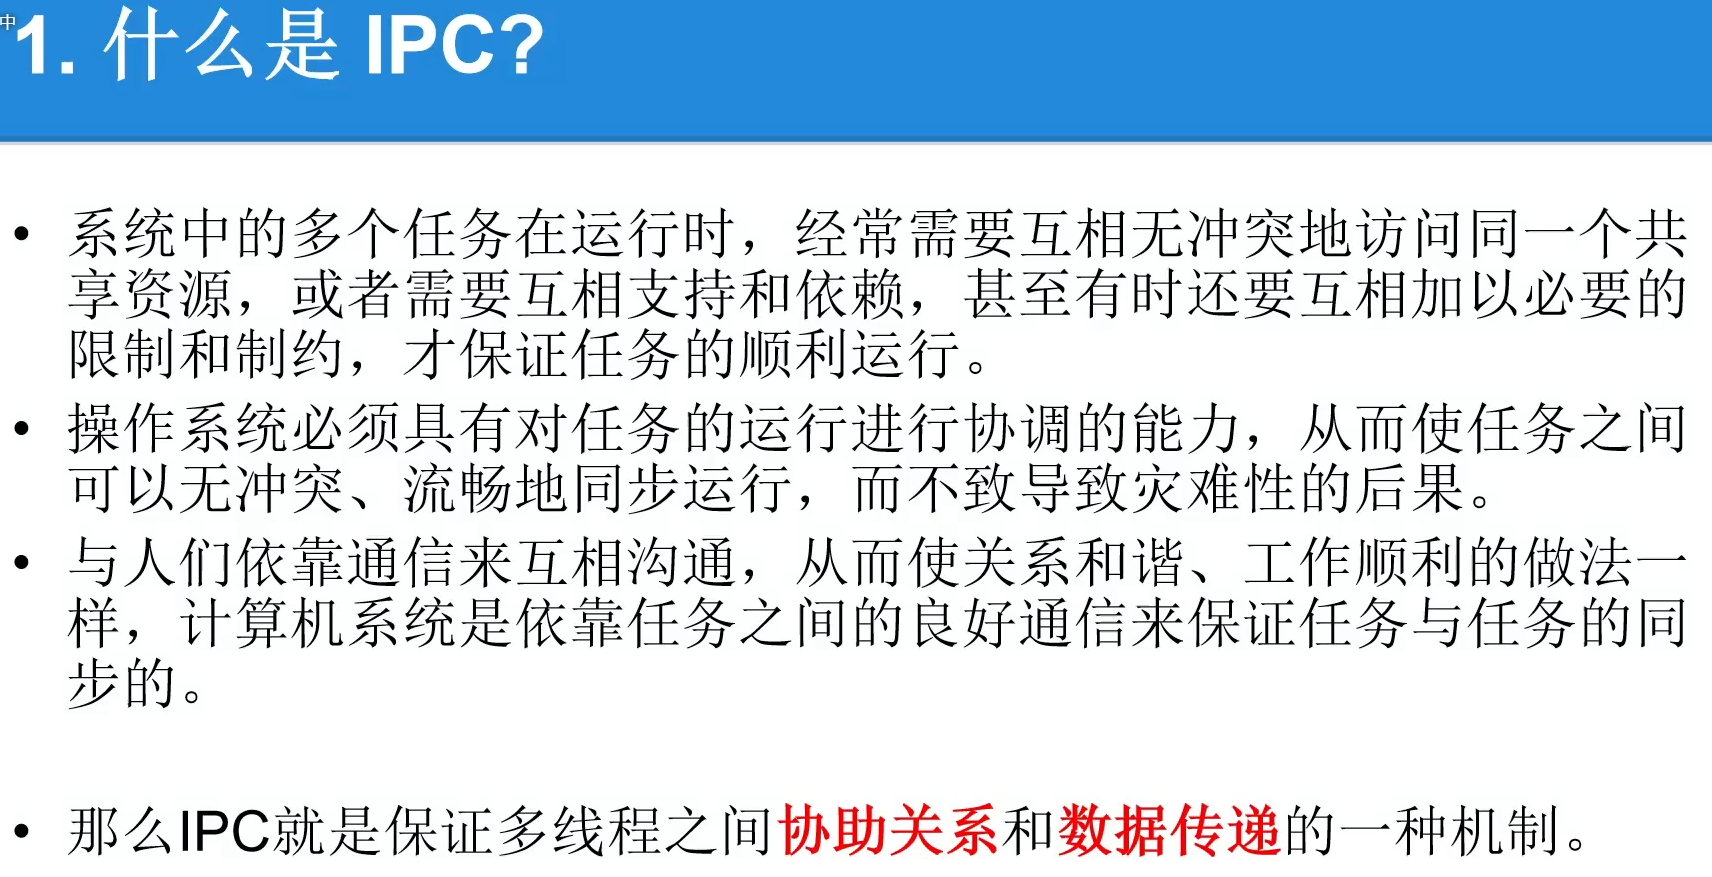 中
1. 什么是 IPC?
• 系统中的多个任务在运行时，经常需要互相无冲突地访问同一个共
享资源，或者需要互相支持和依赖，甚至有时还要互相加以必要的
限制和制约，才保证任务的顺利运行。
• 操作系统必须具有对任务的运行进行协调的能力，从而使任务之间
可以无冲突、流畅地同步运行，而不致导致灾难性的后果。
• 与人们依靠通信来互相沟通，从而使关系和谐、工作顺利的做法一
样，计算机系统是依靠任务之间的良好通信来保证任务与任务的同
步的。
• 那么IPC就是保证多线程之间协助关系和数据传递的一种机制。